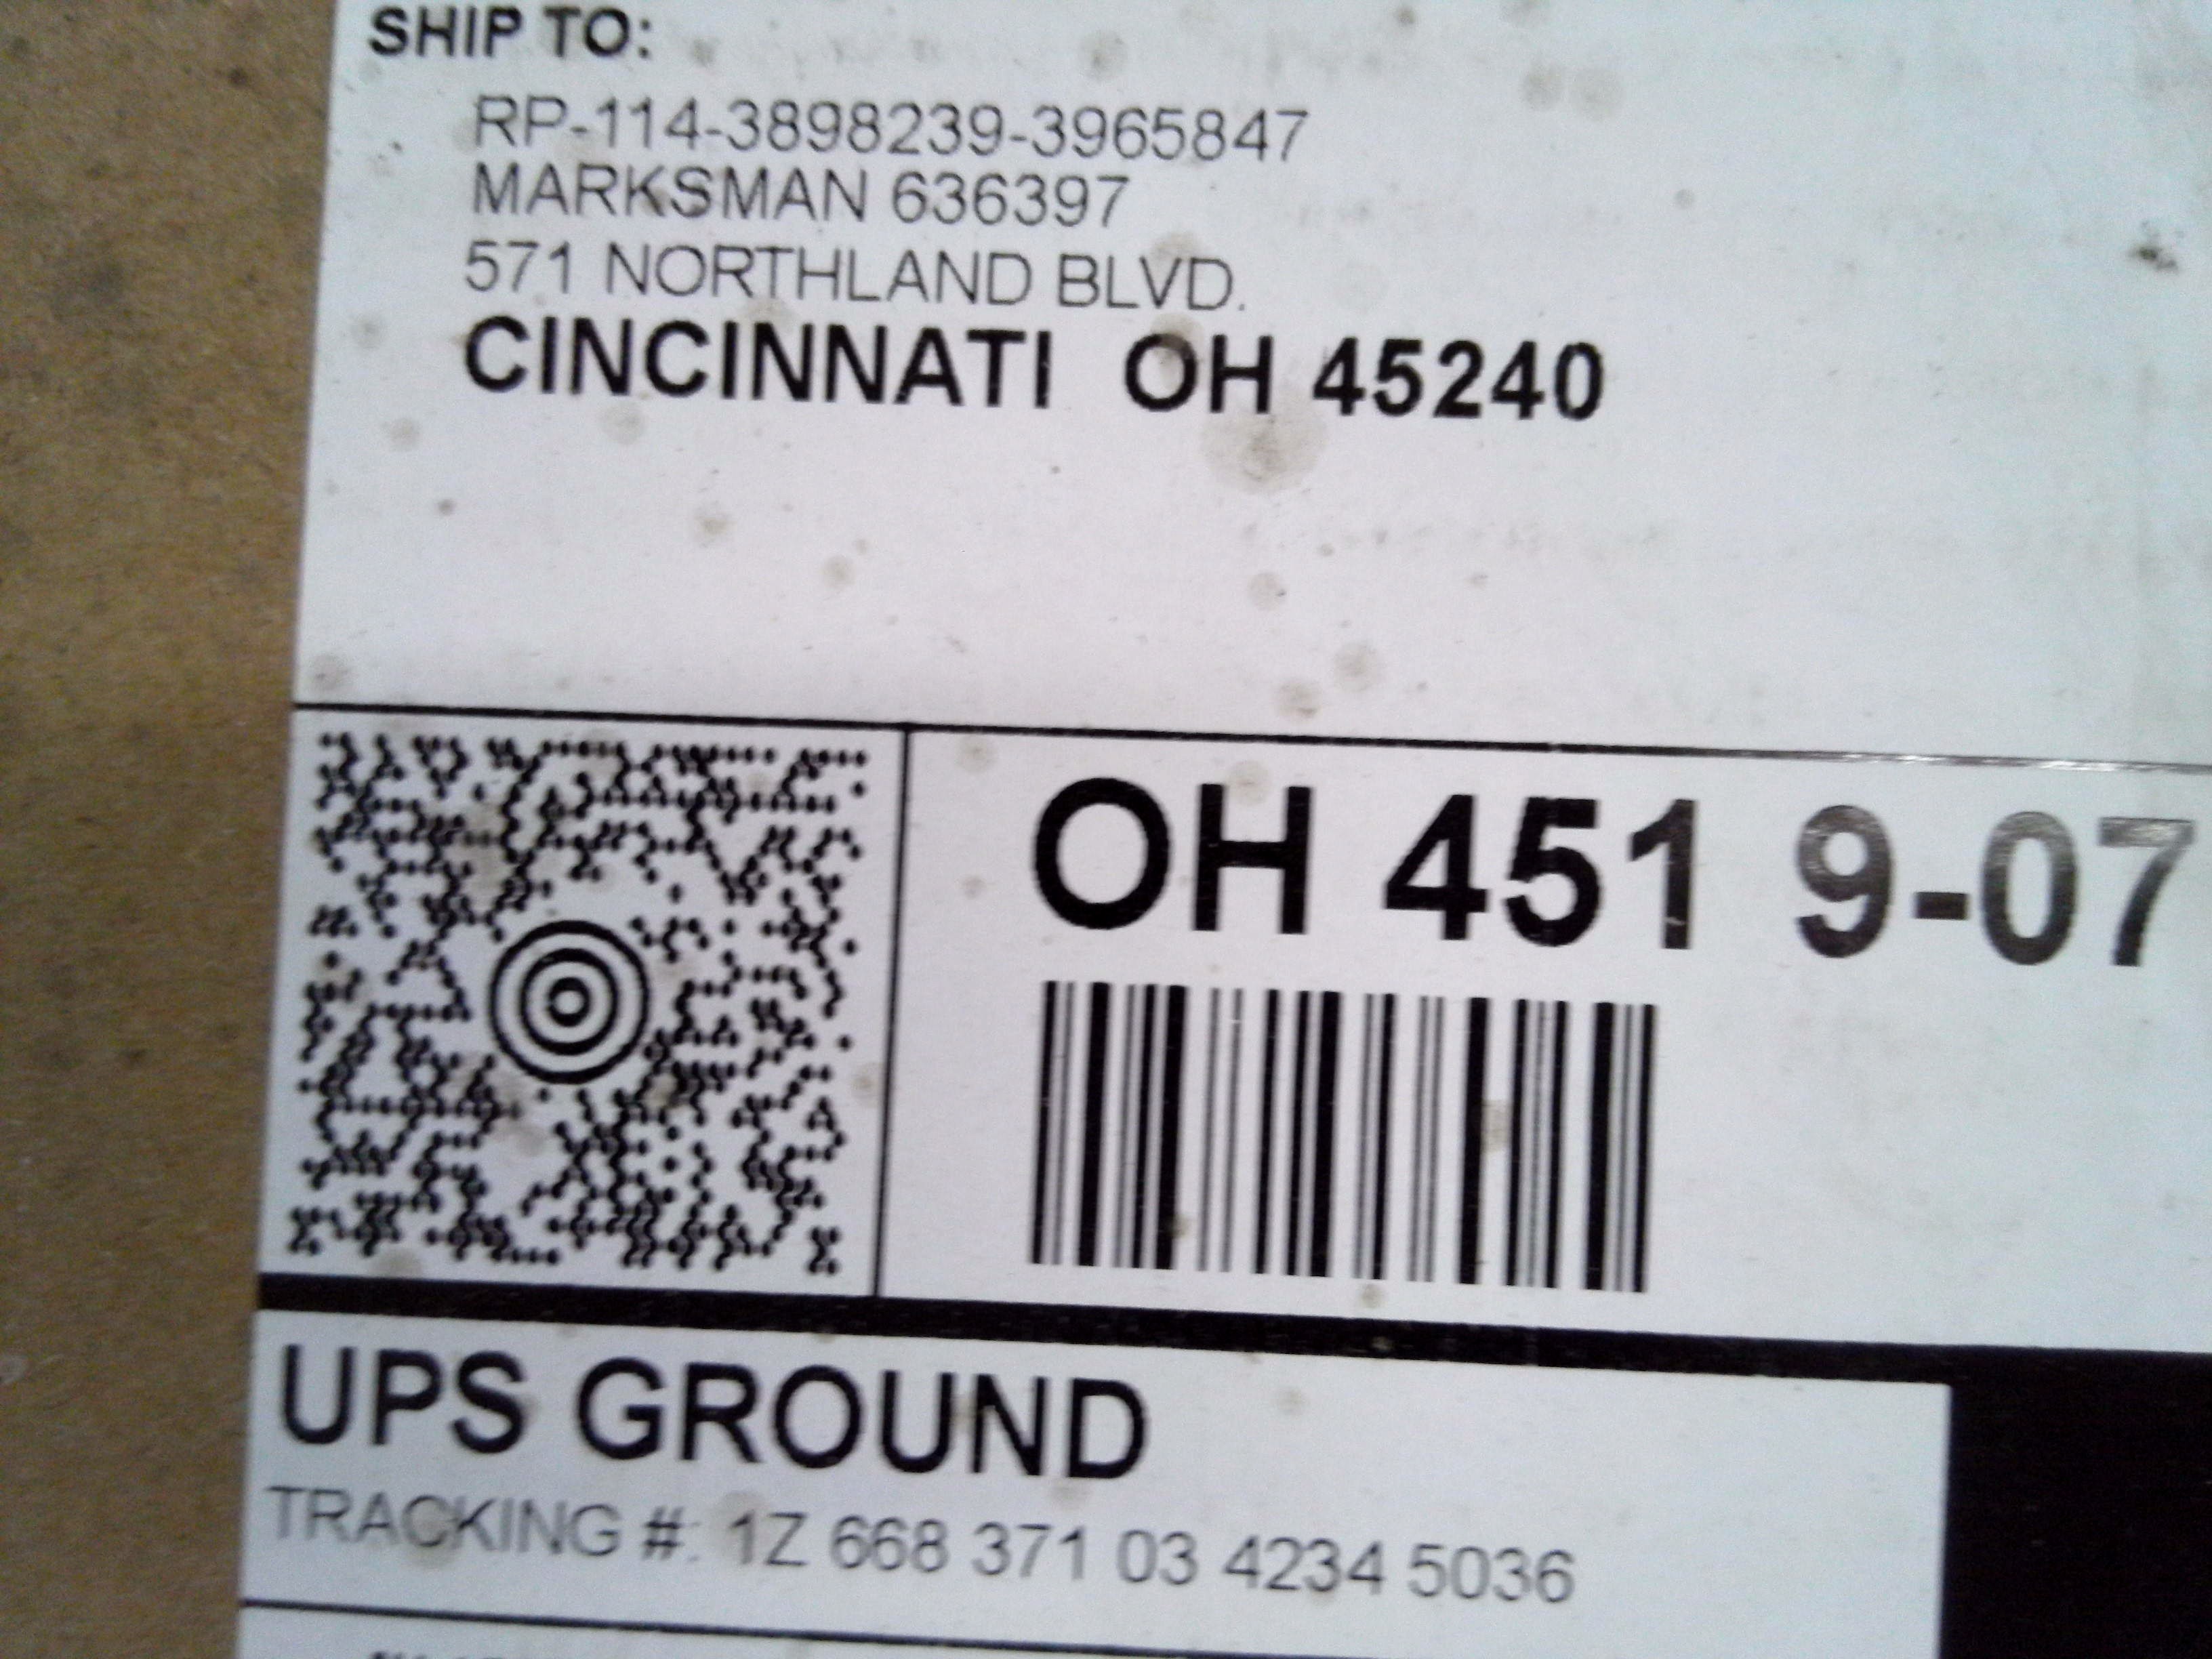 SHIP TO:
RP-114-3898239-3965847
MARKSMAN 636397
571 NORTHLAND BLVD.
CINCINNATI OH 45240
OH 451 9-07
UPS GROUND
TRACKING #: 1Z 668 371 03 4234 5036